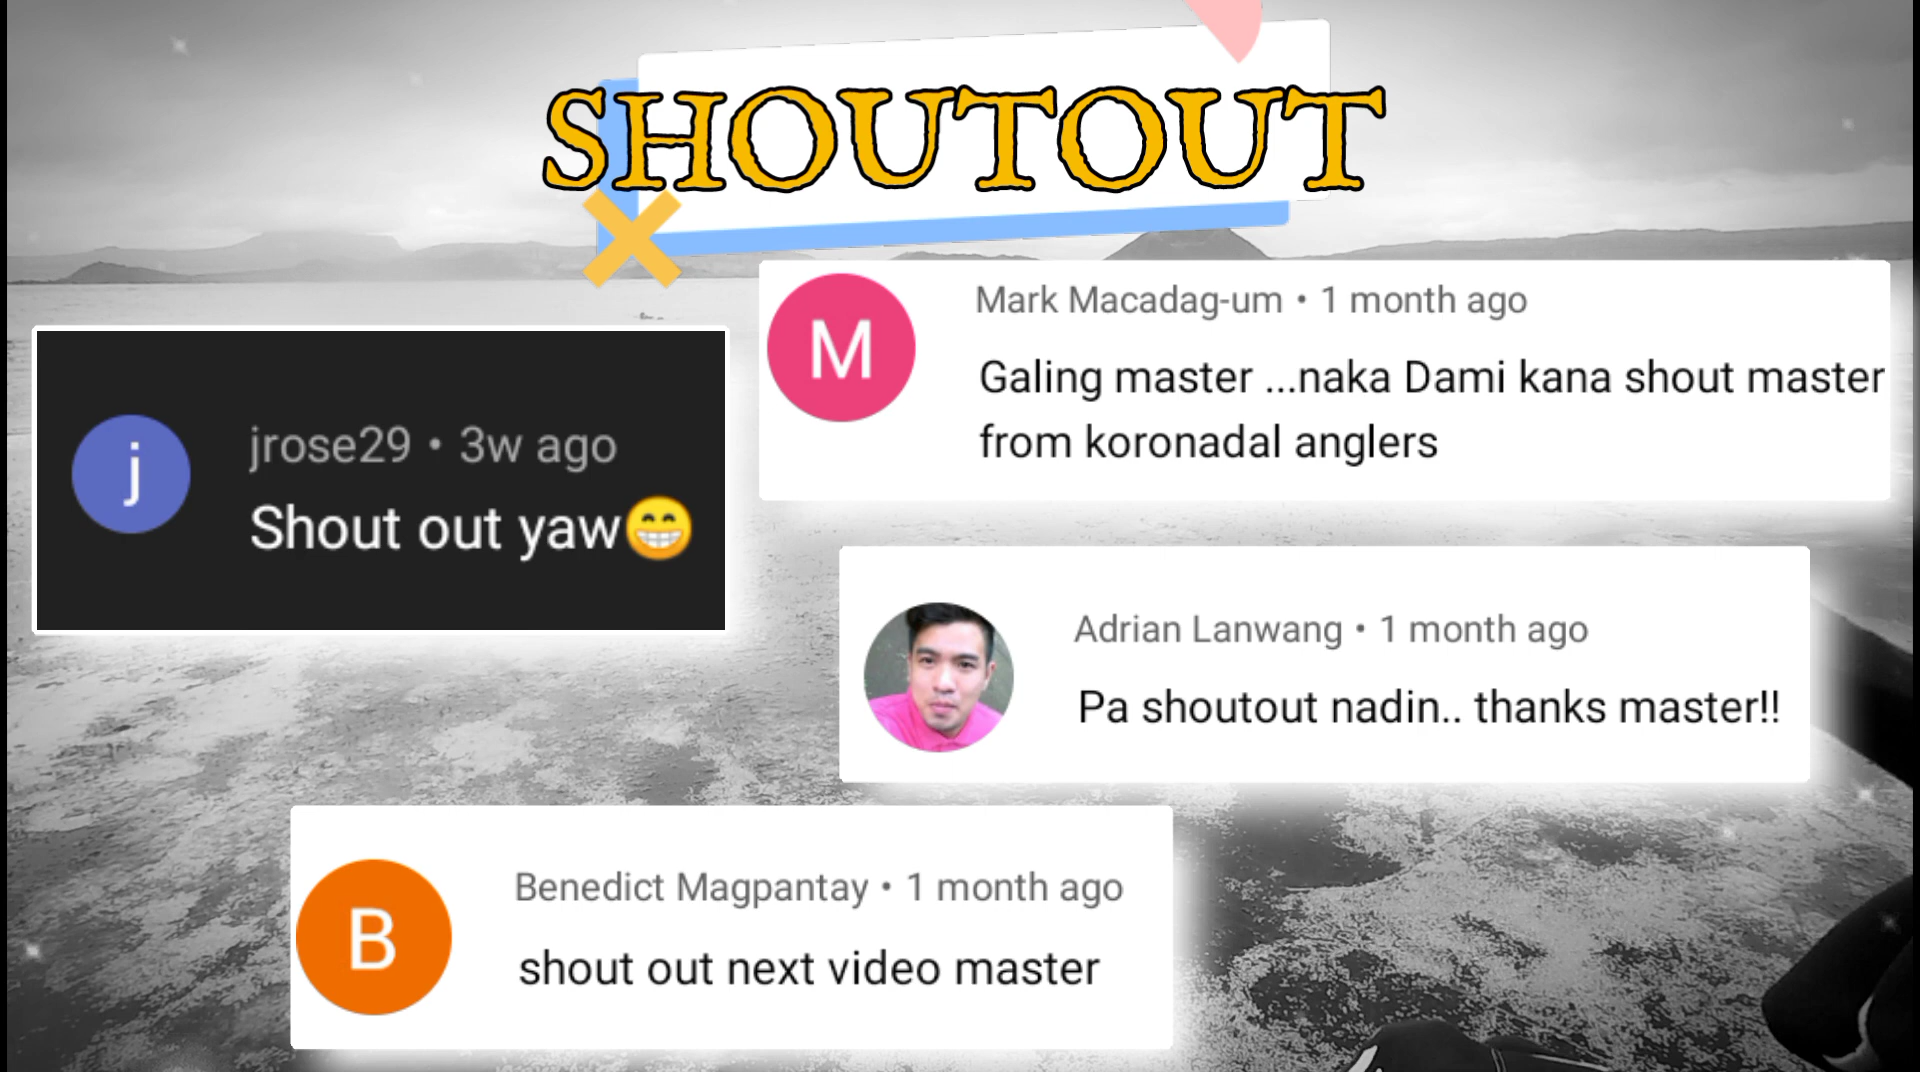 SHOUTOUT
M
Mark Macadag-um • 1 month ago
Galing master ...naka Dami kana shout master
from koronadal anglers
j
jrose29 • 3w ago
Shout out yaw😁
Adrian Lanwang • 1 month ago
Pa shoutout nadin.. thanks master!!
B
Benedict Magpantay • 1 month ago
shout out next video master